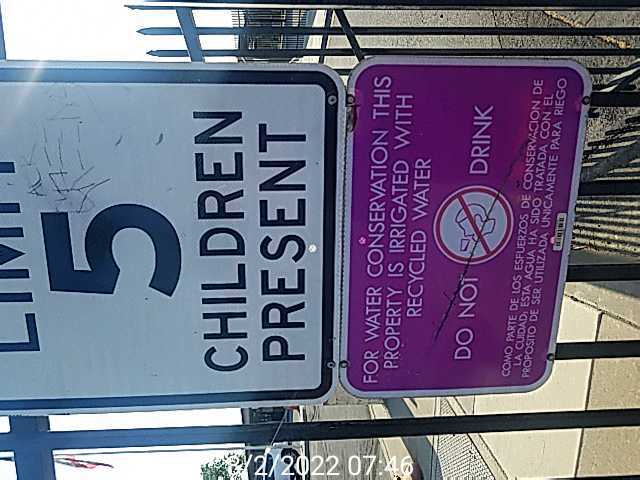 LIMIT
5
CHILDREN
PRESENT
FOR WATER CONSERVATION THIS
PROPERTY IS IRRIGATED WITH
RECYCLED WATER
DO NOT DRINK
COMO PARTE DE LOS ESFUERZOS DE CONSERVACION DE
LA CUIDAD, ESTA AGUA HA SIDO TRATADA CON EL
PROPOSITO DE SER UTILIZADA UNICAMENTE PARA RIEGO
8/2/2022 07:46